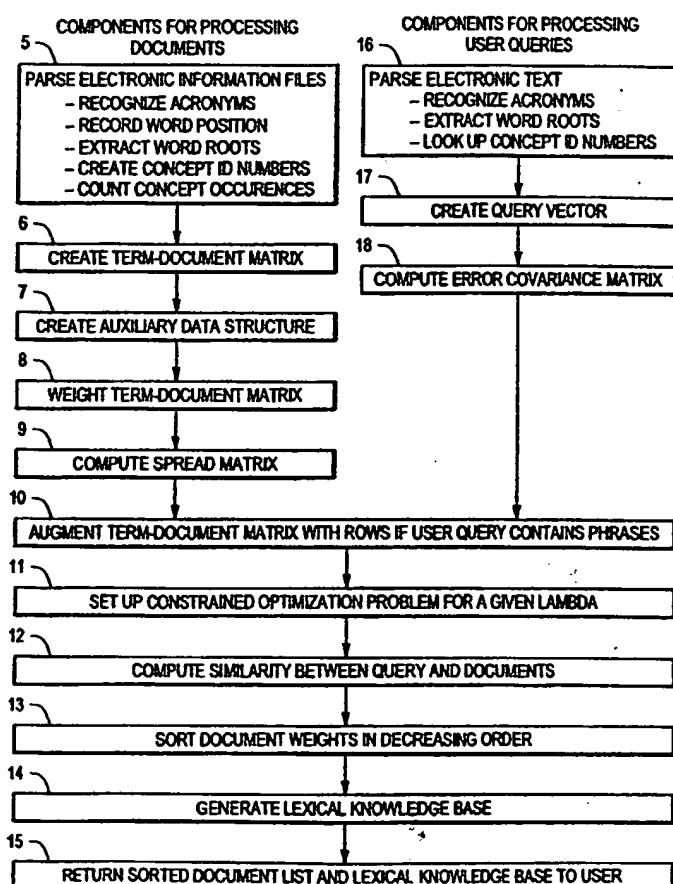 COMPONENTS FOR PROCESSING
DOCUMENTS
5
PARSE ELECTRONIC INFORMATION FILES
– RECOGNIZE ACRONYMS
– RECORD WORD POSITION
– EXTRACT WORD ROOTS
– CREATE CONCEPT ID NUMBERS
– COUNT CONCEPT OCCURENCES
6
CREATE TERM-DOCUMENT MATRIX
7
CREATE AUXILIARY DATA STRUCTURE
8
WEIGHT TERM-DOCUMENT MATRIX
9
COMPUTE SPREAD MATRIX
COMPONENTS FOR PROCESSING
USER QUERIES
16
PARSE ELECTRONIC TEXT
– RECOGNIZE ACRONYMS
– EXTRACT WORD ROOTS
– LOOK UP CONCEPT ID NUMBERS
17
CREATE QUERY VECTOR
18
COMPUTE ERROR COVARIANCE MATRIX
10
AUGMENT TERM-DOCUMENT MATRIX WITH ROWS IF USER QUERY CONTAINS PHRASES
11
SET UP CONSTRAINED OPTIMIZATION PROBLEM FOR A GIVEN LAMBDA
12
COMPUTE SIMILARITY BETWEEN QUERY AND DOCUMENTS
13
SORT DOCUMENT WEIGHTS IN DECREASING ORDER
14
GENERATE LEXICAL KNOWLEDGE BASE
15
RETURN SORTED DOCUMENT LIST AND LEXICAL KNOWLEDGE BASE TO USER